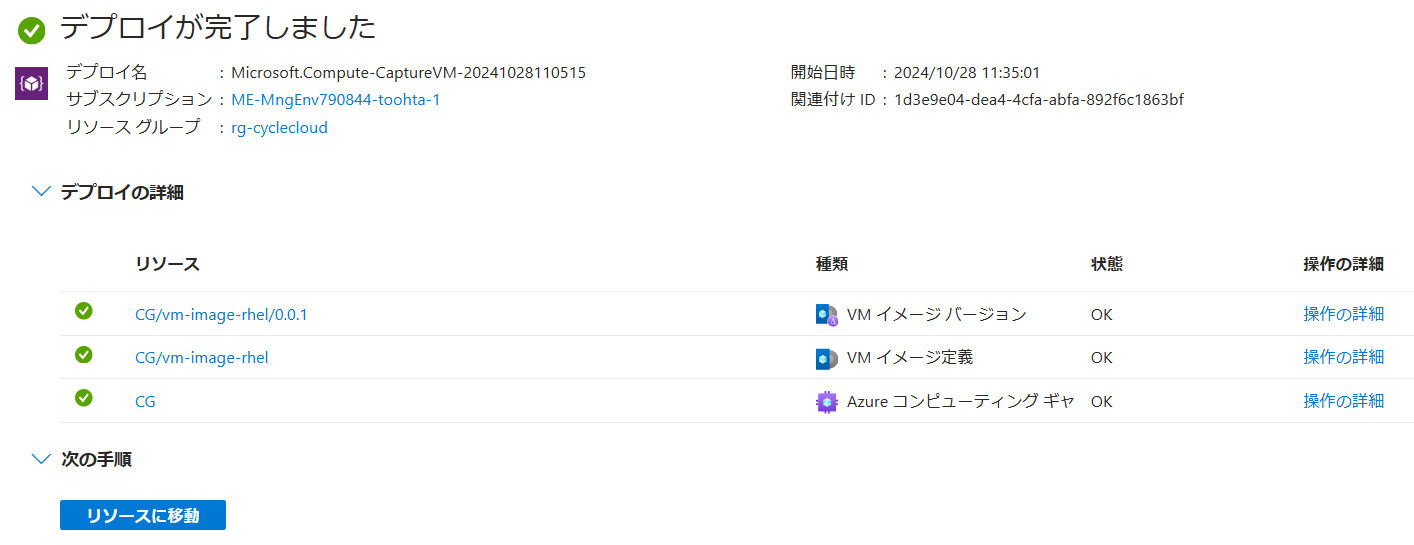 デプロイが完了しました
デプロイ名 : Microsoft.Compute-CaptureVM-20241028110515 開始日時 : 2024/10/28 11:35:01
サブスクリプション : ME-MngEnv790844-toohta-1 関連付け ID : 1d3e9e04-dea4-4cfa-abfa-892f6c1863bf
リソース グループ : rg-cyclecloud
デプロイの詳細
リソース 種類 状態 操作の詳細
CG/vm-image-rhel/0.0.1 VM イメージ バージョン OK 操作の詳細
CG/vm-image-rhel VM イメージ定義 OK 操作の詳細
CG Azure コンピューティング ギャ OK 操作の詳細
次の手順
リソースに移動